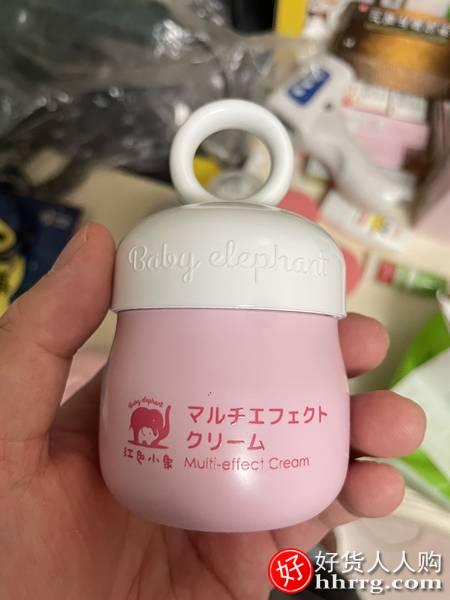 Baby elephant
Baby elephant
红色小象
マルチエフェクト
クリーム
Multi-effect Cream
好
好货人人购
hhrrg.com